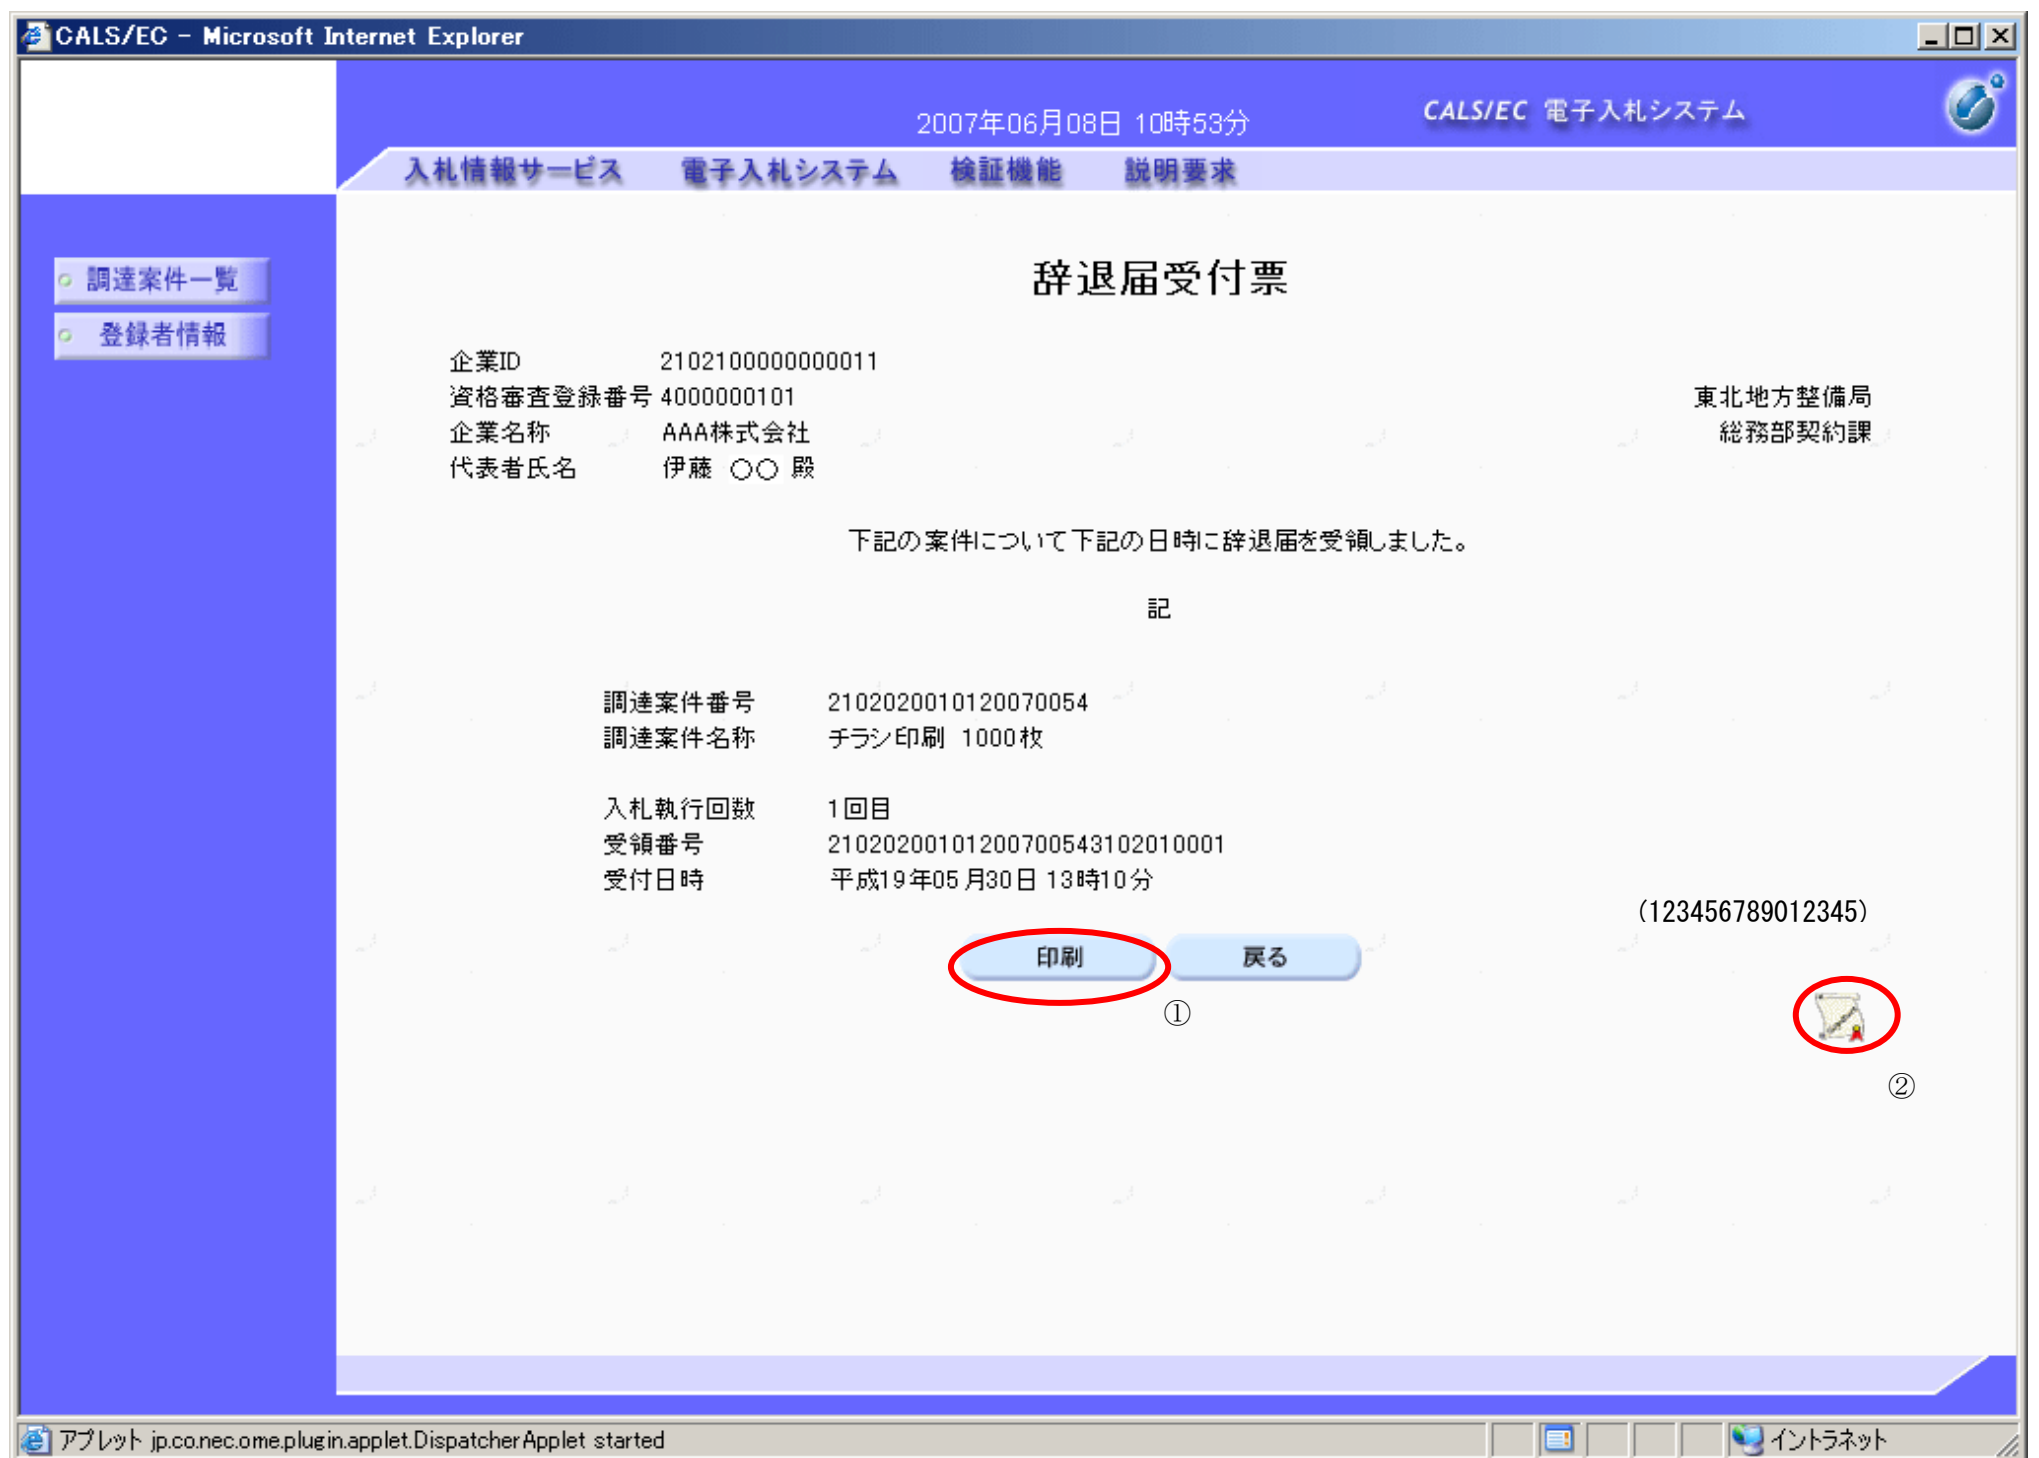 CALS/EC - Microsoft Internet Explorer
2007年06月08日 10時53分
CALS/EC 電子入札システム
入札情報サービス 電子入札システム 検証機能 説明要求
調達案件一覧
登録者情報
辞退届受付票
企業ID 2102100000000011
資格審査登録番号 4000000101
東北地方整備局
企業名称 AAA株式会社
総務部契約課
代表者氏名 伊藤 ○○ 殿
下記の案件について下記の日時に辞退届を受領しました。
記
調達案件番号 2102020010120070054
調達案件名称 チラシ印刷 1000枚
入札執行回数 1回目
受領番号 21020200101200700543102010001
受付日時 平成19年05月30日 13時10分
(123456789012345)
印刷 戻る
①
②
アプレット jp.co.nec.ome.plugin.applet.DispatcherApplet started
イントラネット